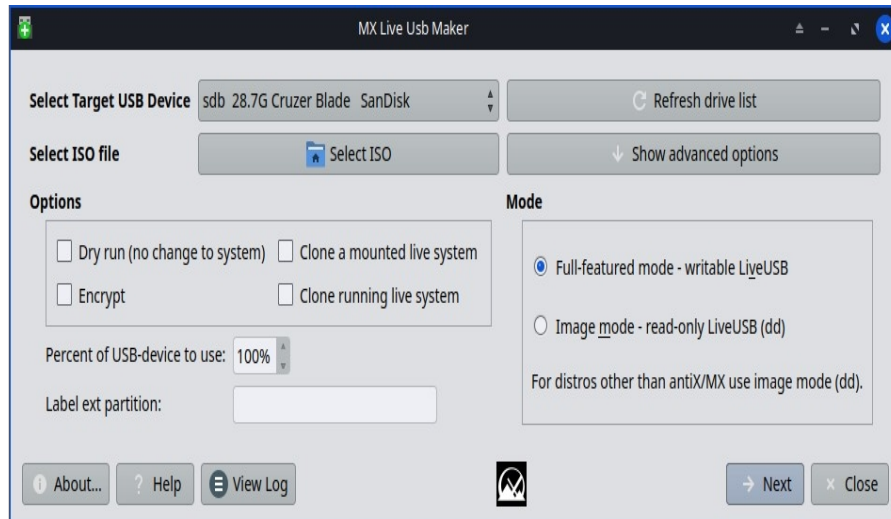 MX Live Usb Maker
Select Target USB Device sdb 28.7G Cruzer Blade SanDisk Refresh drive list
Select ISO file Select ISO Show advanced options
Options Mode
Dry run (no change to system) Clone a mounted live system
Full-featured mode - writable LiveUSB
Encrypt Clone running live system
Image mode - read-only LiveUSB (dd)
Percent of USB-device to use: 100%
For distros other than antiX/MX use image mode (dd).
Label ext partition:
About... ? Help View Log Next Close